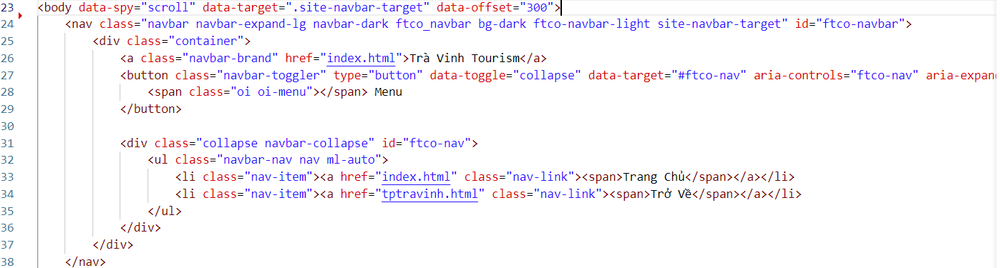 23 <body data-spy="scroll" data-target=".site-navbar-target" data-offset="300">
24 <nav class="navbar navbar-expand-lg navbar-dark ftco_navbar bg-dark ftco-navbar-light site-navbar-target" id="ftco-navbar">
25 <div class="container">
26 <a class="navbar-brand" href="index.html">Trà Vinh Tourism</a>
27 <button class="navbar-toggler" type="button" data-toggle="collapse" data-target="#ftco-nav" aria-controls="ftco-nav" aria-expan
28 <span class="oi oi-menu"></span> Menu
29 </button>
30
31 <div class="collapse navbar-collapse" id="ftco-nav">
32 <ul class="navbar-nav nav ml-auto">
33 <li class="nav-item"><a href="index.html" class="nav-link"><span>Trang Chủ</span></a></li>
34 <li class="nav-item"><a href="tptravinh.html" class="nav-link"><span>Trở Về</span></a></li>
35 </ul>
36 </div>
37 </div>
38 </nav>